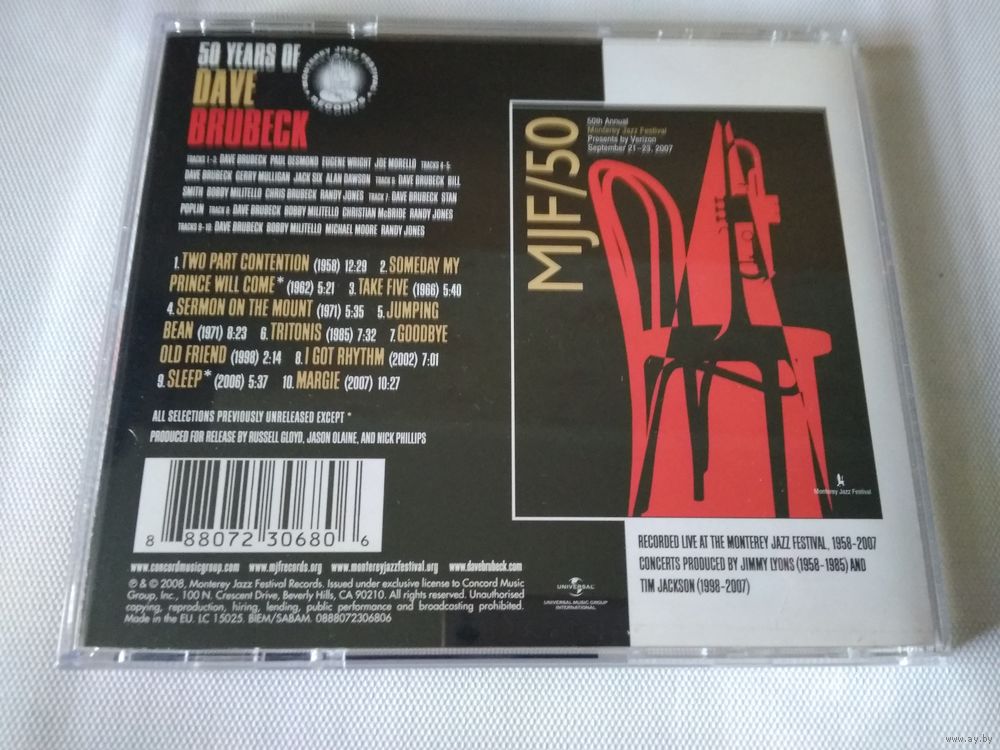 50 YEARS OF
DAVE
BRUBECK
MONTEREY JAZZ FESTIVAL
RECORDS
TRACKS 1-3: DAVE BRUBECK PAUL DESMOND EUGENE WRIGHT JOE MORELLO TRACKS 4-5:
DAVE BRUBECK GERRY MULLIGAN JACK SIX ALAN DAWSON TRACK 6: DAVE BRUBECK BILL
SMITH BOBBY MILITELLO CHRIS BRUBECK RANDY JONES TRACK 7: DAVE BRUBECK STAN
POPLIN TRACK 8: DAVE BRUBECK BOBBY MILITELLO CHRISTIAN McBRIDE RANDY JONES
TRACKS 9-10: DAVE BRUBECK BOBBY MILITELLO MICHAEL MOORE RANDY JONES
1. TWO PART CONTENTION (1958) 12:29 2. SOMEDAY MY
PRINCE WILL COME* (1962) 5:21 3. TAKE FIVE (1966) 5:40
4. SERMON ON THE MOUNT (1971) 5:35 5. JUMPING
BEAN (1971) 8:23 6. TRITONIS (1985) 7:32 7. GOODBYE
OLD FRIEND (1998) 2:14 8. I GOT RHYTHM (2002) 7:01
9. SLEEP* (2006) 5:37 10. MARGIE (2007) 10:27
ALL SELECTIONS PREVIOUSLY UNRELEASED EXCEPT *
PRODUCED FOR RELEASE BY RUSSELL GLOYD, JASON OLAINE, AND NICK PHILLIPS
8 88072 30680 6
www.concordmusicgroup.com www.mjfrecords.org www.montereyjazzfestival.org www.davebrubeck.com
℗ & © 2008, Monterey Jazz Festival Records. Issued under exclusive license to Concord Music
Group, Inc., 100 N. Crescent Drive, Beverly Hills, CA 90210. All rights reserved. Unauthorised
copying, reproduction, hiring, lending, public performance and broadcasting prohibited.
Made in the EU. LC 15025. BIEM/SABAM. 0888072306806
UNIVERSAL
UNIVERSAL MUSIC GROUP
INTERNATIONAL
MJF/50
50th Annual
Monterey Jazz Festival
Presents by Verizon
September 21-23, 2007
Monterey Jazz Festival
RECORDED LIVE AT THE MONTEREY JAZZ FESTIVAL, 1958-2007
CONCERTS PRODUCED BY JIMMY LYONS (1958-1985) AND
TIM JACKSON (1998-2007)
www.ay.by